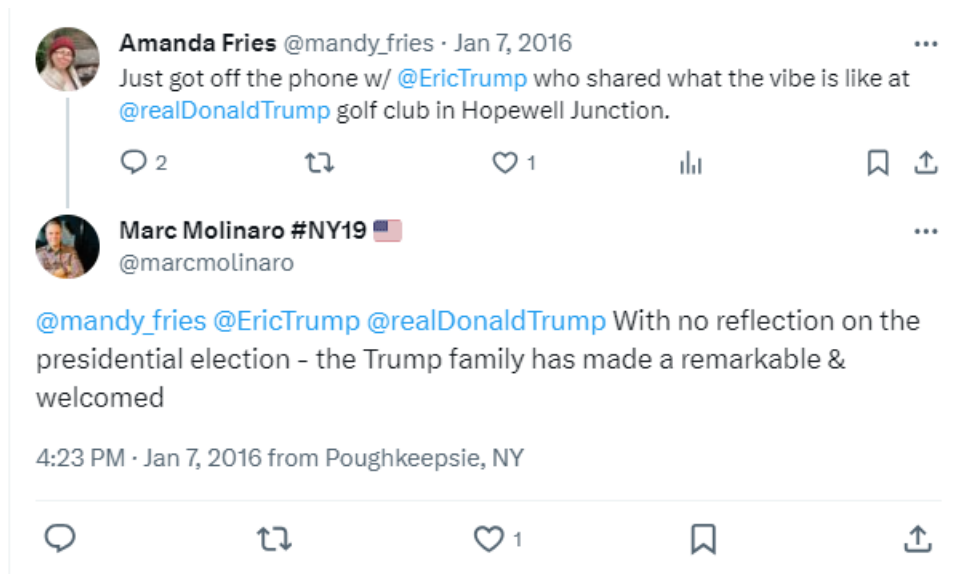 Amanda Fries @mandy_fries · Jan 7, 2016
Just got off the phone w/ @EricTrump who shared what the vibe is like at
@realDonaldTrump golf club in Hopewell Junction.
2 1
Marc Molinaro #NY19 🇺🇸
@marcmolinaro
@mandy_fries @EricTrump @realDonaldTrump With no reflection on the
presidential election - the Trump family has made a remarkable &
welcomed
4:23 PM · Jan 7, 2016 from Poughkeepsie, NY
1